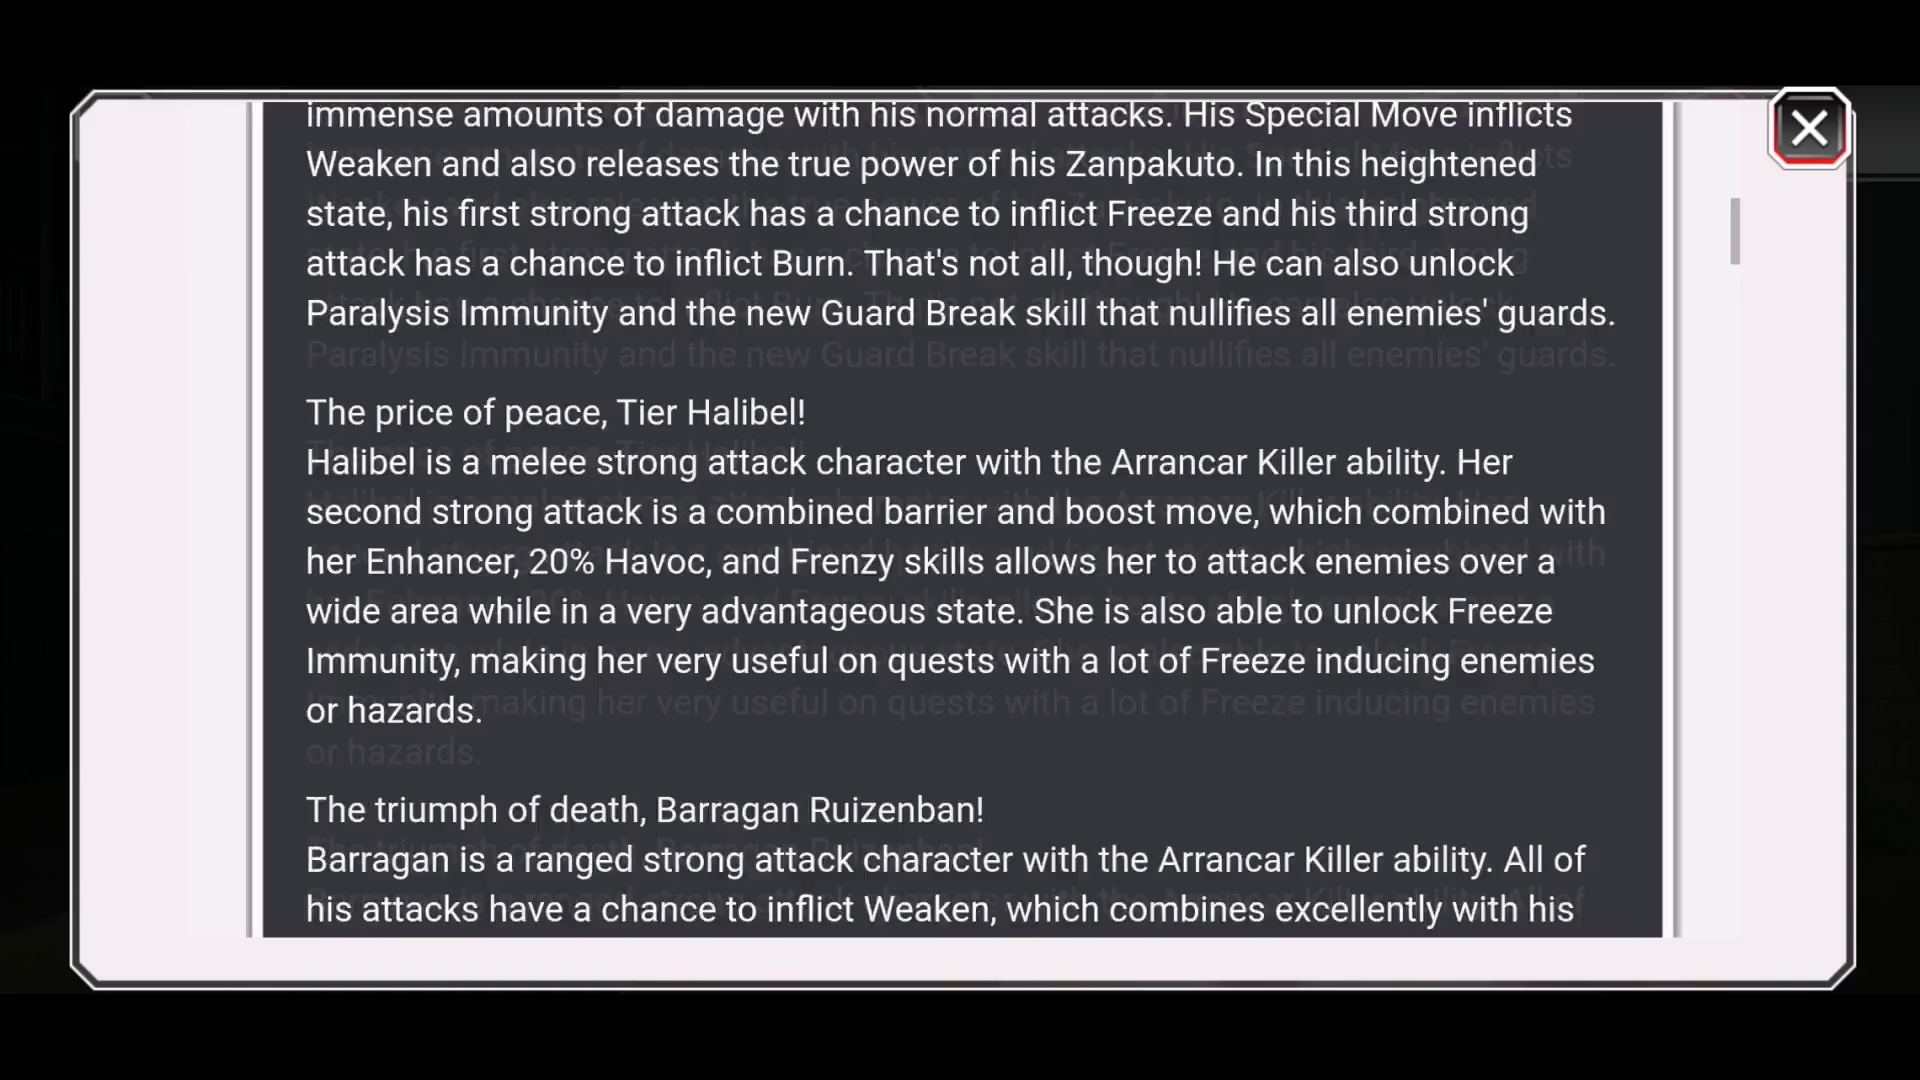 immense amounts of damage with his normal attacks. His Special Move inflicts
Weaken and also releases the true power of his Zanpakuto. In this heightened
state, his first strong attack has a chance to inflict Freeze and his third strong
attack has a chance to inflict Burn. That's not all, though! He can also unlock
Paralysis Immunity and the new Guard Break skill that nullifies all enemies' guards.
The price of peace, Tier Halibel!
Halibel is a melee strong attack character with the Arrancar Killer ability. Her
second strong attack is a combined barrier and boost move, which combined with
her Enhancer, 20% Havoc, and Frenzy skills allows her to attack enemies over a
wide area while in a very advantageous state. She is also able to unlock Freeze
Immunity, making her very useful on quests with a lot of Freeze inducing enemies
or hazards.
The triumph of death, Barragan Ruizenban!
Barragan is a ranged strong attack character with the Arrancar Killer ability. All of
his attacks have a chance to inflict Weaken, which combines excellently with his